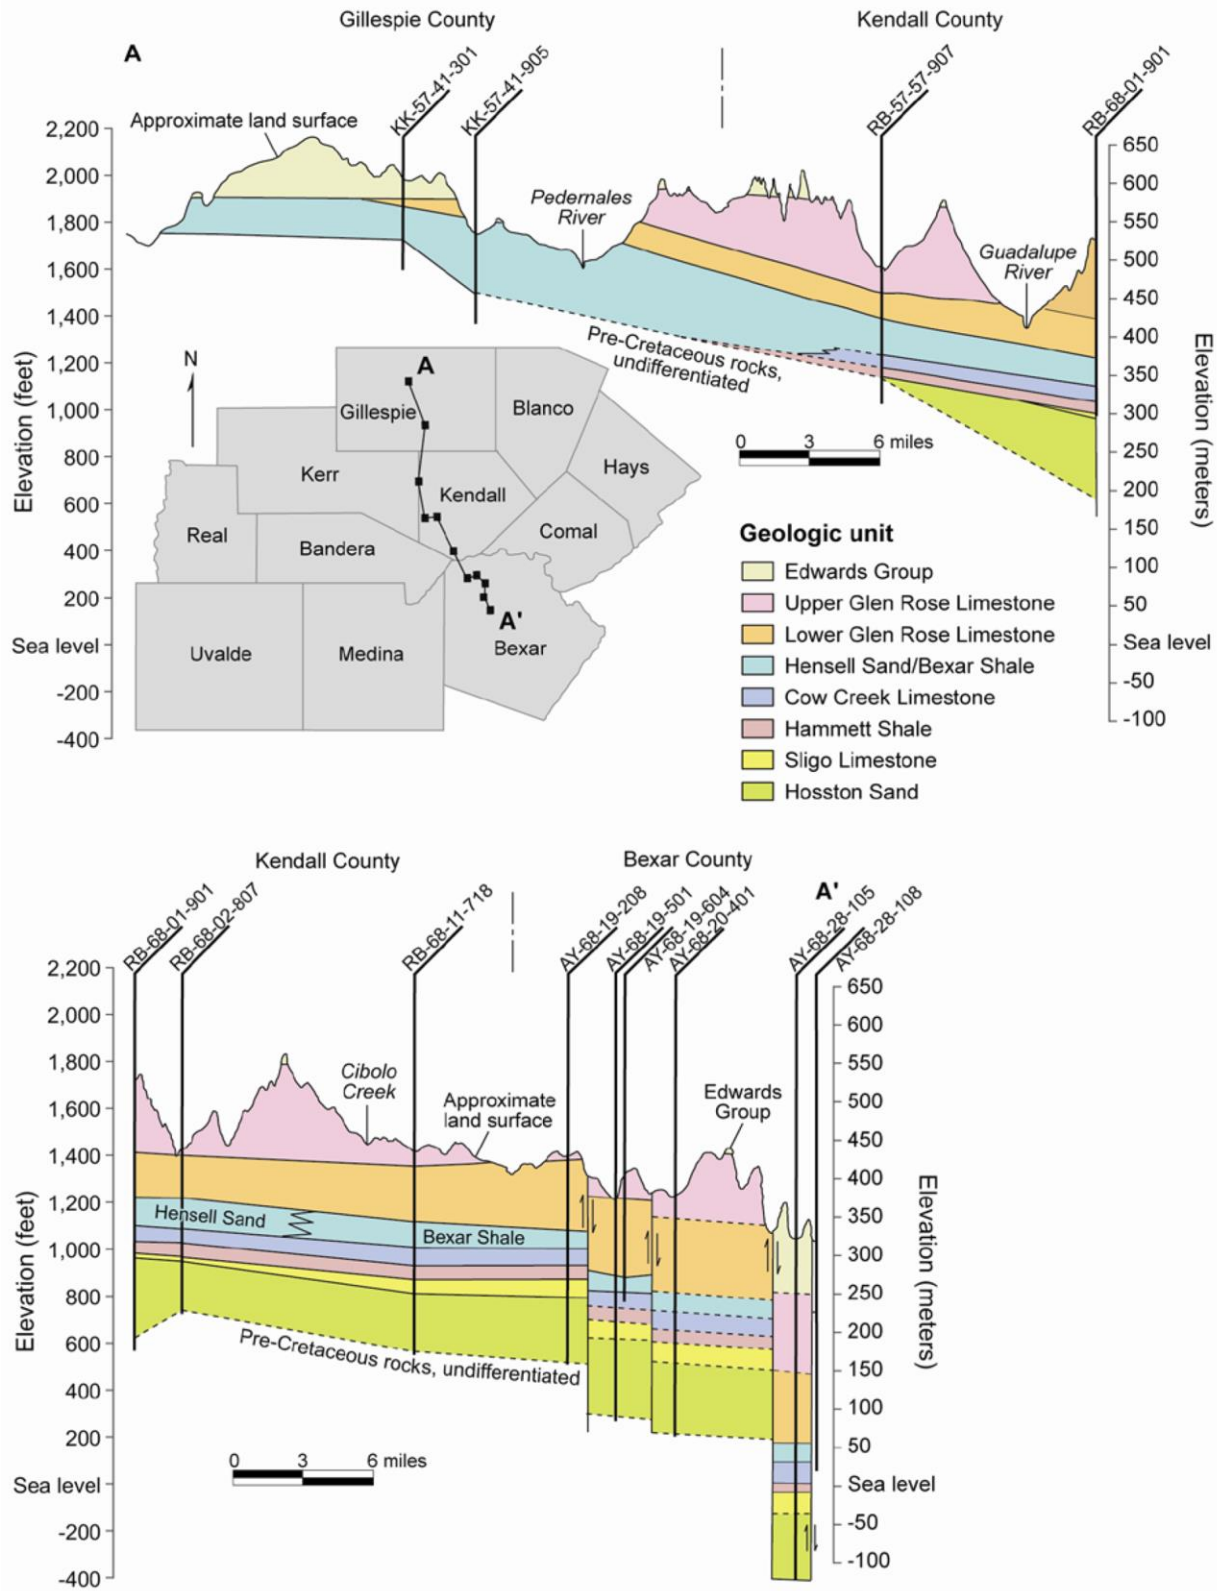 Gillespie County
Kendall County
A
KK-57-41-301
KK-57-41-905
RB-57-57-907
RB-68-01-901
Approximate land surface
Pedernales
River
Guadalupe
River
2,200
2,000
1,800
1,600
1,400
1,200
1,000
800
600
400
200
Sea level
-200
-400
Elevation (feet)
650
600
550
500
450
400
350
300
250
200
150
100
50
Sea level
-50
-100
Elevation (meters)
Pre-Cretaceous rocks,
undifferentiated
0 3 6 miles
N
A
Gillespie
Blanco
Kerr
Hays
Kendall
Real
Bandera
Comal
A'
Uvalde
Medina
Bexar
Geologic unit
Edwards Group
Upper Glen Rose Limestone
Lower Glen Rose Limestone
Hensell Sand/Bexar Shale
Cow Creek Limestone
Hammett Shale
Sligo Limestone
Hosston Sand
Kendall County
Bexar County
A'
RB-68-01-901
RB-68-02-807
RB-68-11-718
AY-68-19-208
AY-68-19-501
AY-68-19-604
AY-68-20-401
AY-68-28-105
AY-68-28-108
2,200
2,000
1,800
1,600
1,400
1,200
1,000
800
600
400
200
Sea level
-200
-400
Elevation (feet)
Cibolo
Creek
Approximate
land surface
Edwards
Group
Hensell Sand
Bexar Shale
Pre-Cretaceous rocks, undifferentiated
0 3 6 miles
650
600
550
500
450
400
350
300
250
200
150
100
50
Sea level
-50
-100
Elevation (meters)